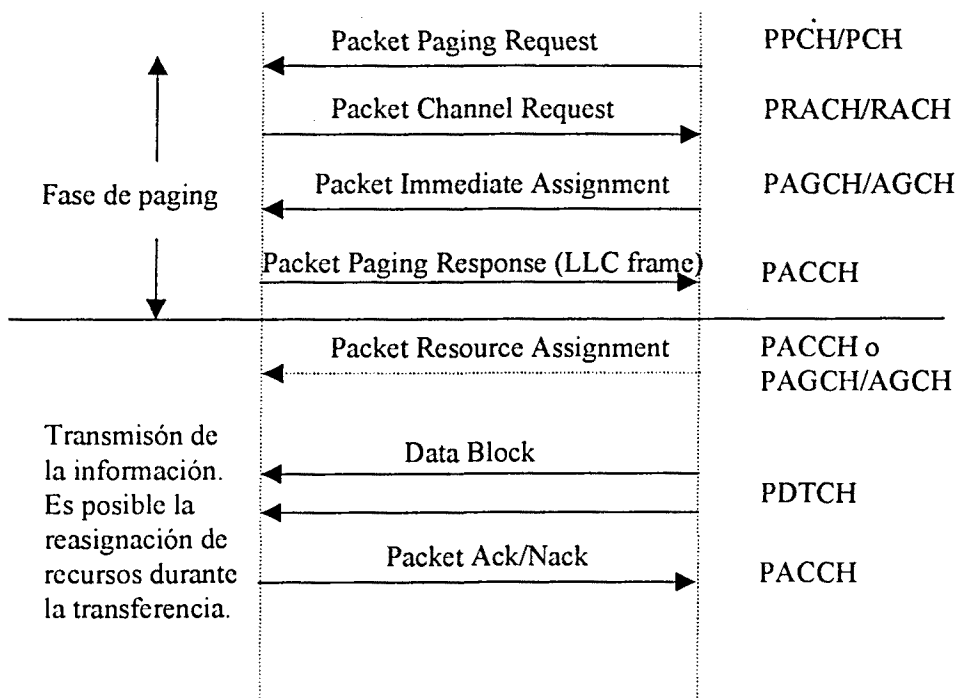 Packet Paging Request PPCH/PCH
Packet Channel Request PRACH/RACH
Packet Immediate Assignment PAGCH/AGCH
Fase de paging
Packet Paging Response (LLC frame) PACCH
Packet Resource Assignment PACCH o
PAGCH/AGCH
Transmisón de
la información.
Es posible la
reasignación de
recursos durante
la transferencia.
Data Block
PDTCH
Packet Ack/Nack PACCH